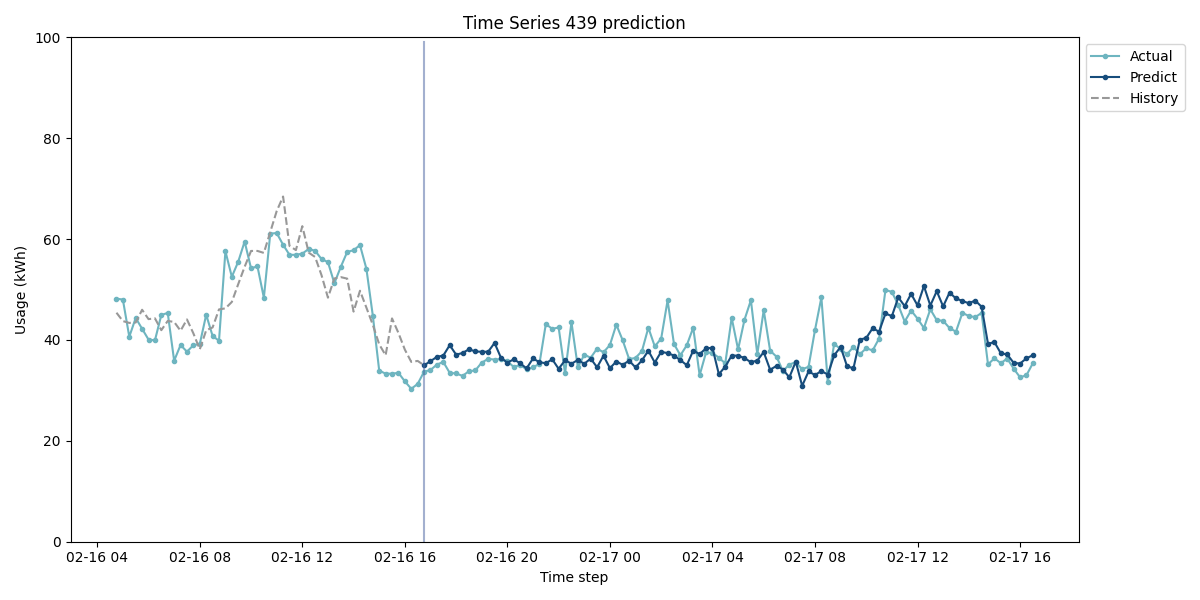 Time Series 439 prediction
Usage (kWh)
100
80
60
40
20
0
02-16 04
02-16 08
02-16 12
02-16 16
02-16 20
02-17 00
02-17 04
02-17 08
02-17 12
02-17 16
Time step
Actual
Predict
History